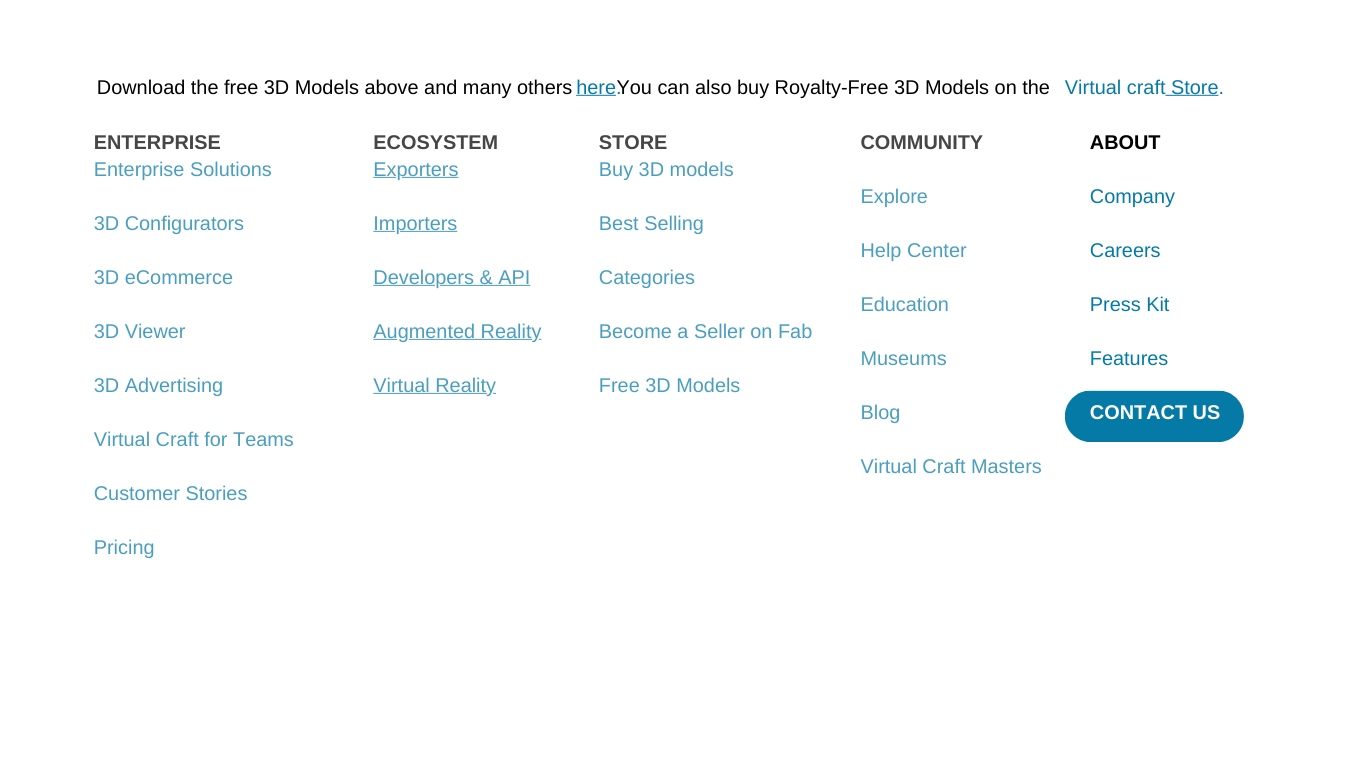 Download the free 3D Models above and many others here.You can also buy Royalty-Free 3D Models on the Virtual craft Store.
ENTERPRISE
Enterprise Solutions
3D Configurators
3D eCommerce
3D Viewer
3D Advertising
Virtual Craft for Teams
Customer Stories
Pricing
ECOSYSTEM
Exporters
Importers
Developers & API
Augmented Reality
Virtual Reality
STORE
Buy 3D models
Best Selling
Categories
Become a Seller on Fab
Free 3D Models
COMMUNITY
Explore
Help Center
Education
Museums
Blog
Virtual Craft Masters
ABOUT
Company
Careers
Press Kit
Features
CONTACT US